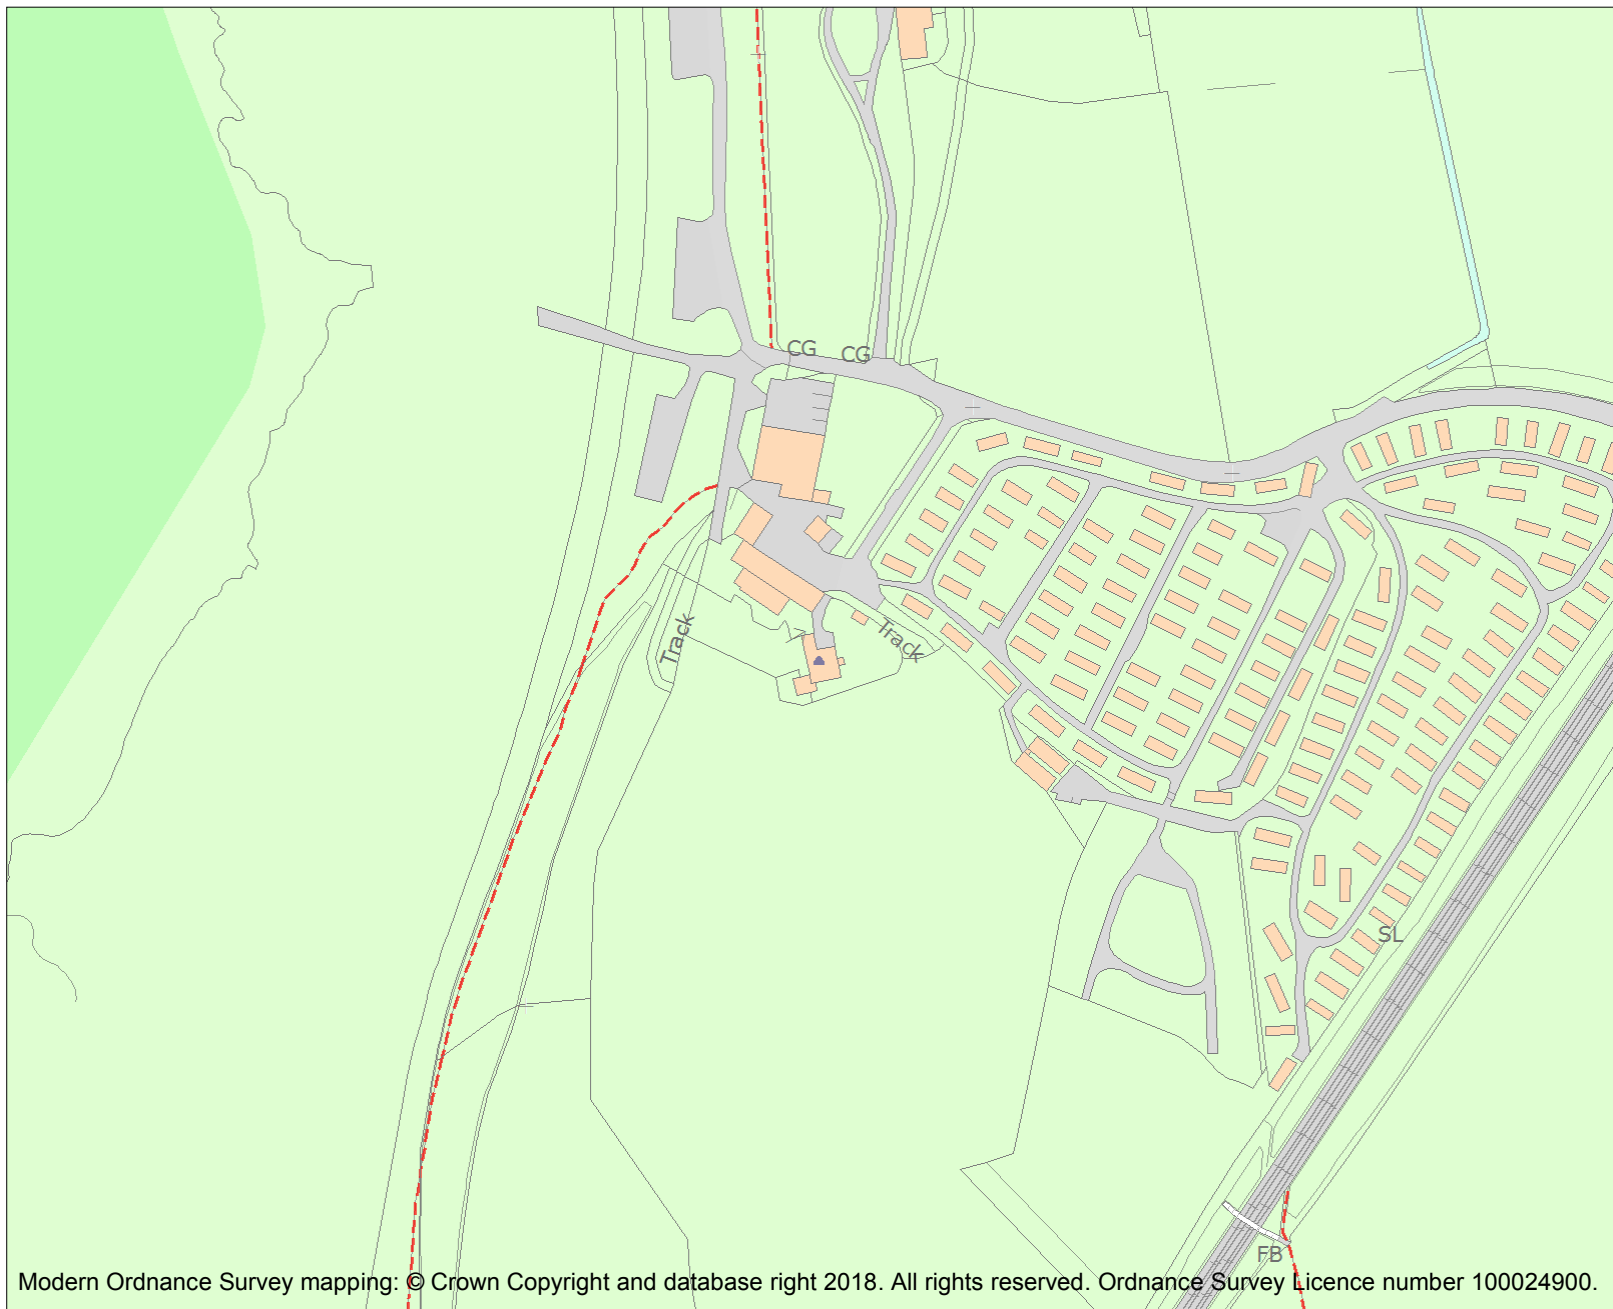 CG CG
Track
Track
SL
FB
Modern Ordnance Survey mapping: © Crown Copyright and database right 2018. All rights reserved. Ordnance Survey Licence number 100024900.